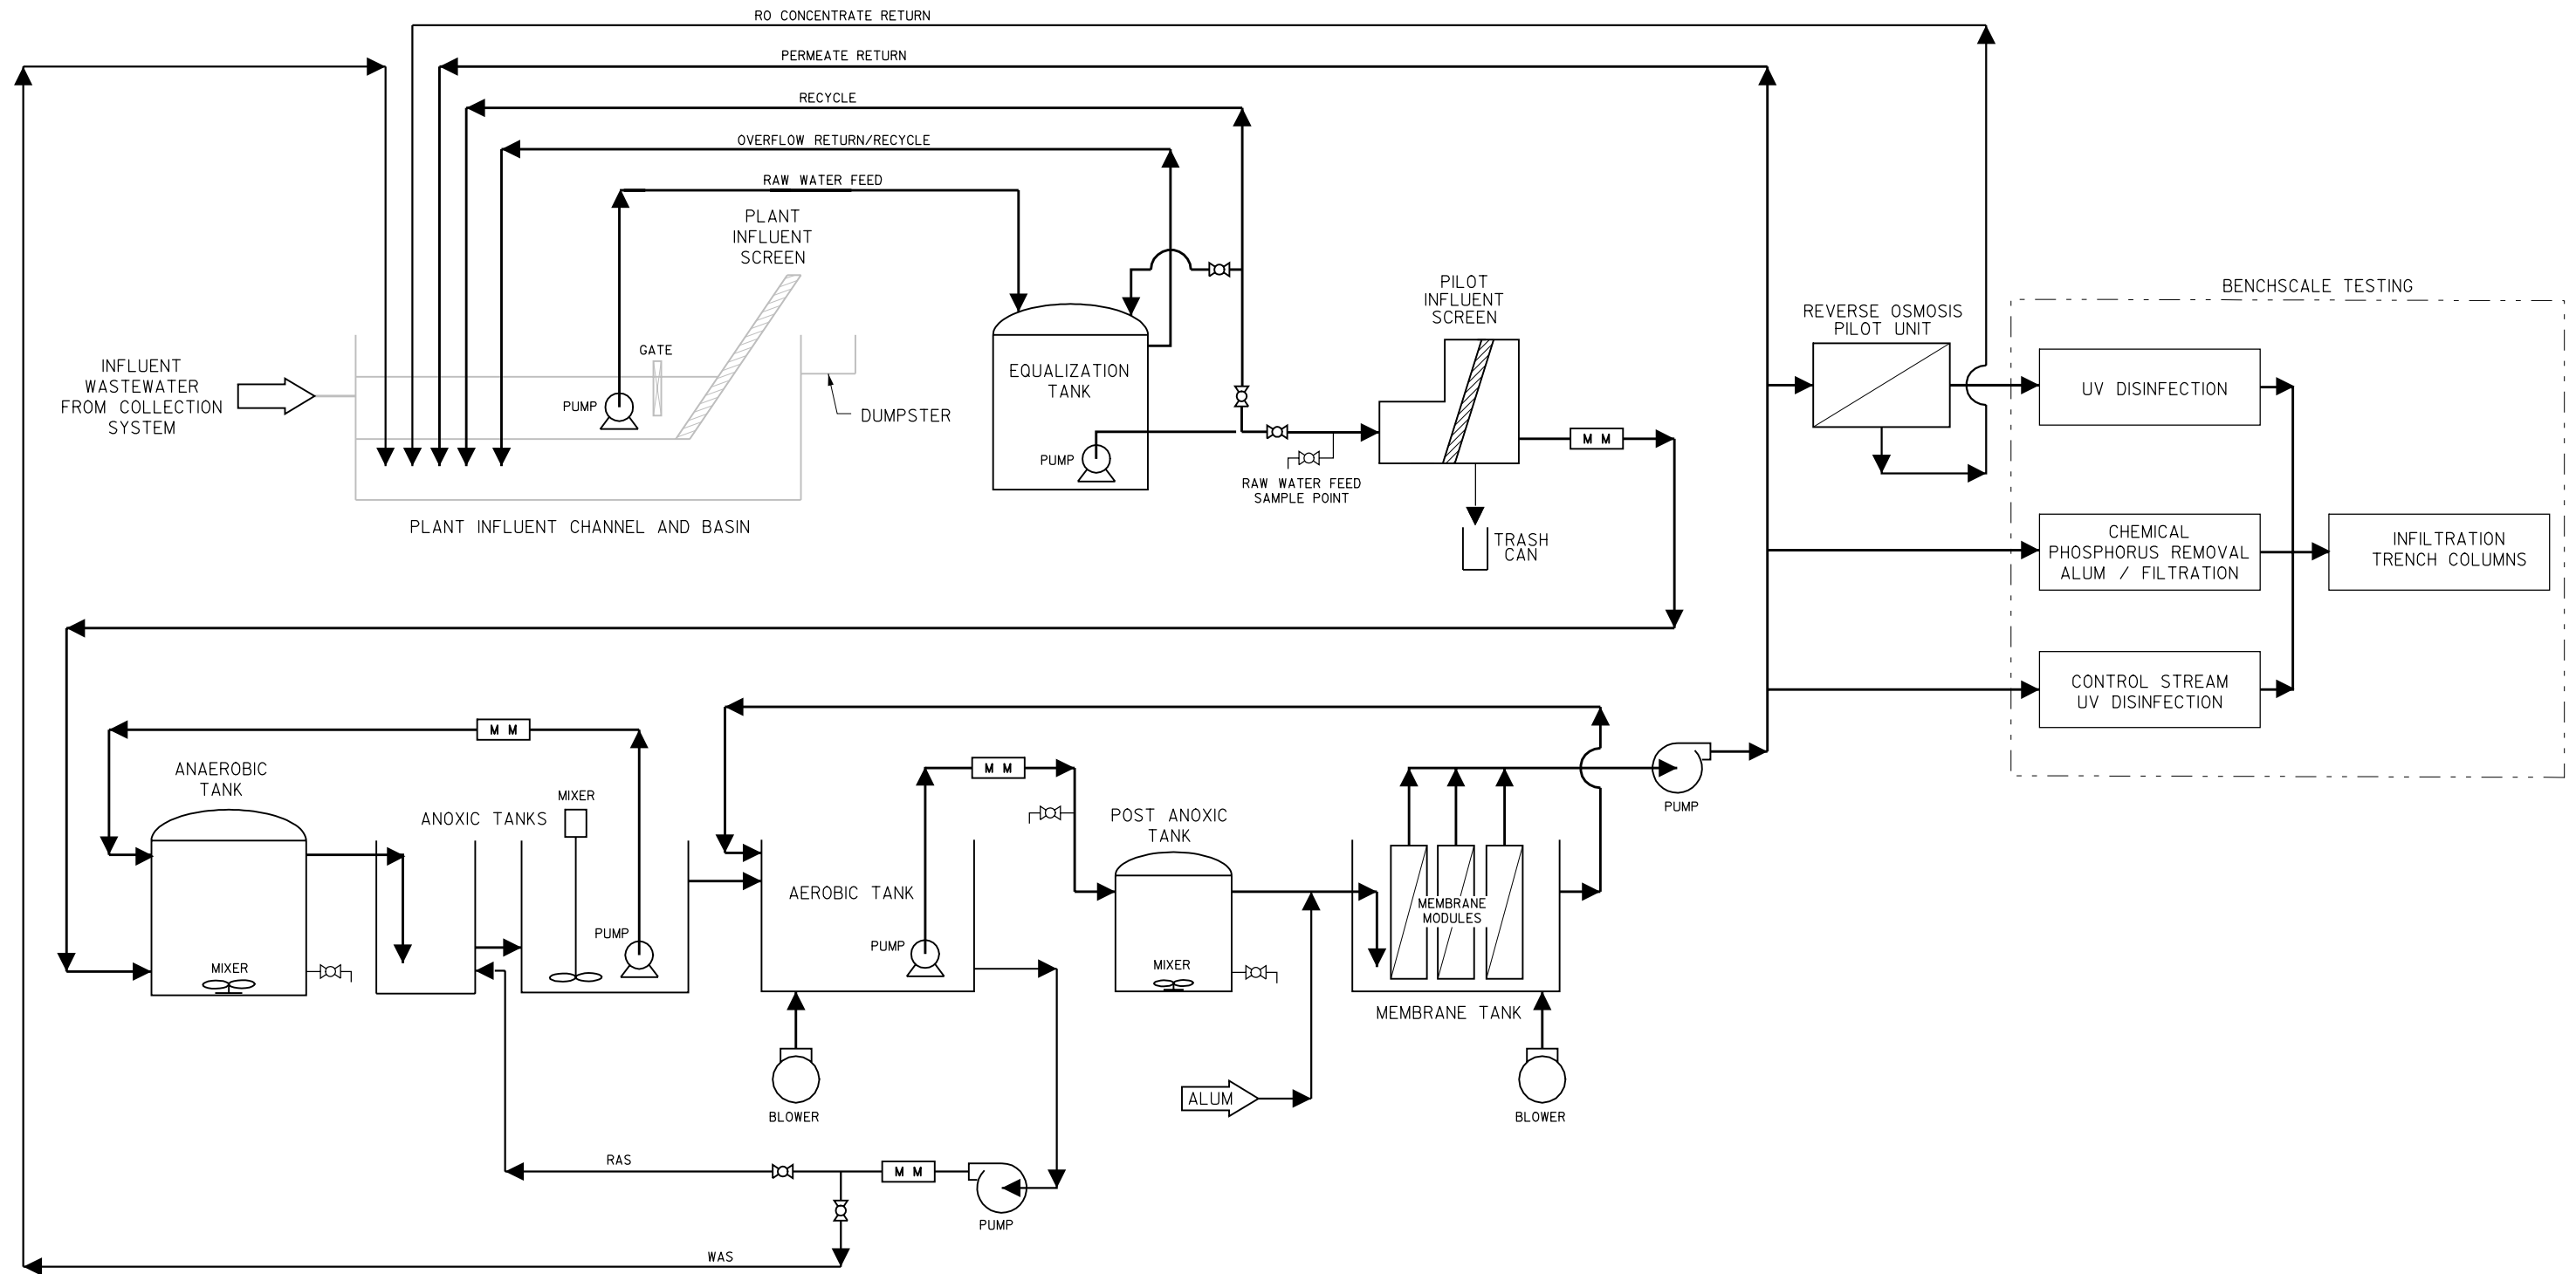 RO CONCENTRATE RETURN
PERMEATE RETURN
RECYCLE
OVERFLOW RETURN/RECYCLE
RAW WATER FEED
PLANT
INFLUENT
SCREEN
GATE
PUMP
INFLUENT
WASTEWATER
FROM COLLECTION
SYSTEM
DUMPSTER
PLANT INFLUENT CHANNEL AND BASIN
EQUALIZATION
TANK
PUMP
RAW WATER FEED
SAMPLE POINT
PILOT
INFLUENT
SCREEN
M M
TRASH
CAN
REVERSE OSMOSIS
PILOT UNIT
BENCHSCALE TESTING
UV DISINFECTION
CHEMICAL
PHOSPHORUS REMOVAL
ALUM / FILTRATION
INFILTRATION
TRENCH COLUMNS
CONTROL STREAM
UV DISINFECTION
M M
ANAEROBIC
TANK
MIXER
ANOXIC TANKS
MIXER
PUMP
AEROBIC TANK
PUMP
M M
POST ANOXIC
TANK
MIXER
MEMBRANE
MODULES
MEMBRANE TANK
PUMP
BLOWER
ALUM
BLOWER
RAS
M M
PUMP
WAS